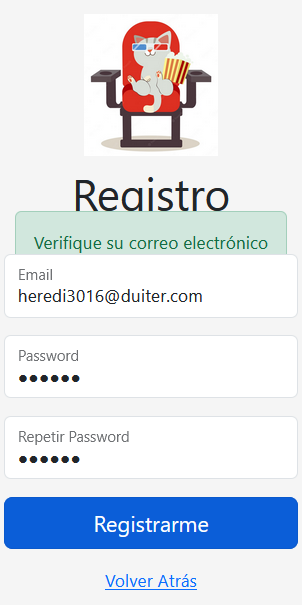 Registro
Verifique su correo electrónico
Email
heredi3016@duiter.com
Password
••••••
Repetir Password
••••••
Registrarme
Volver Atrás